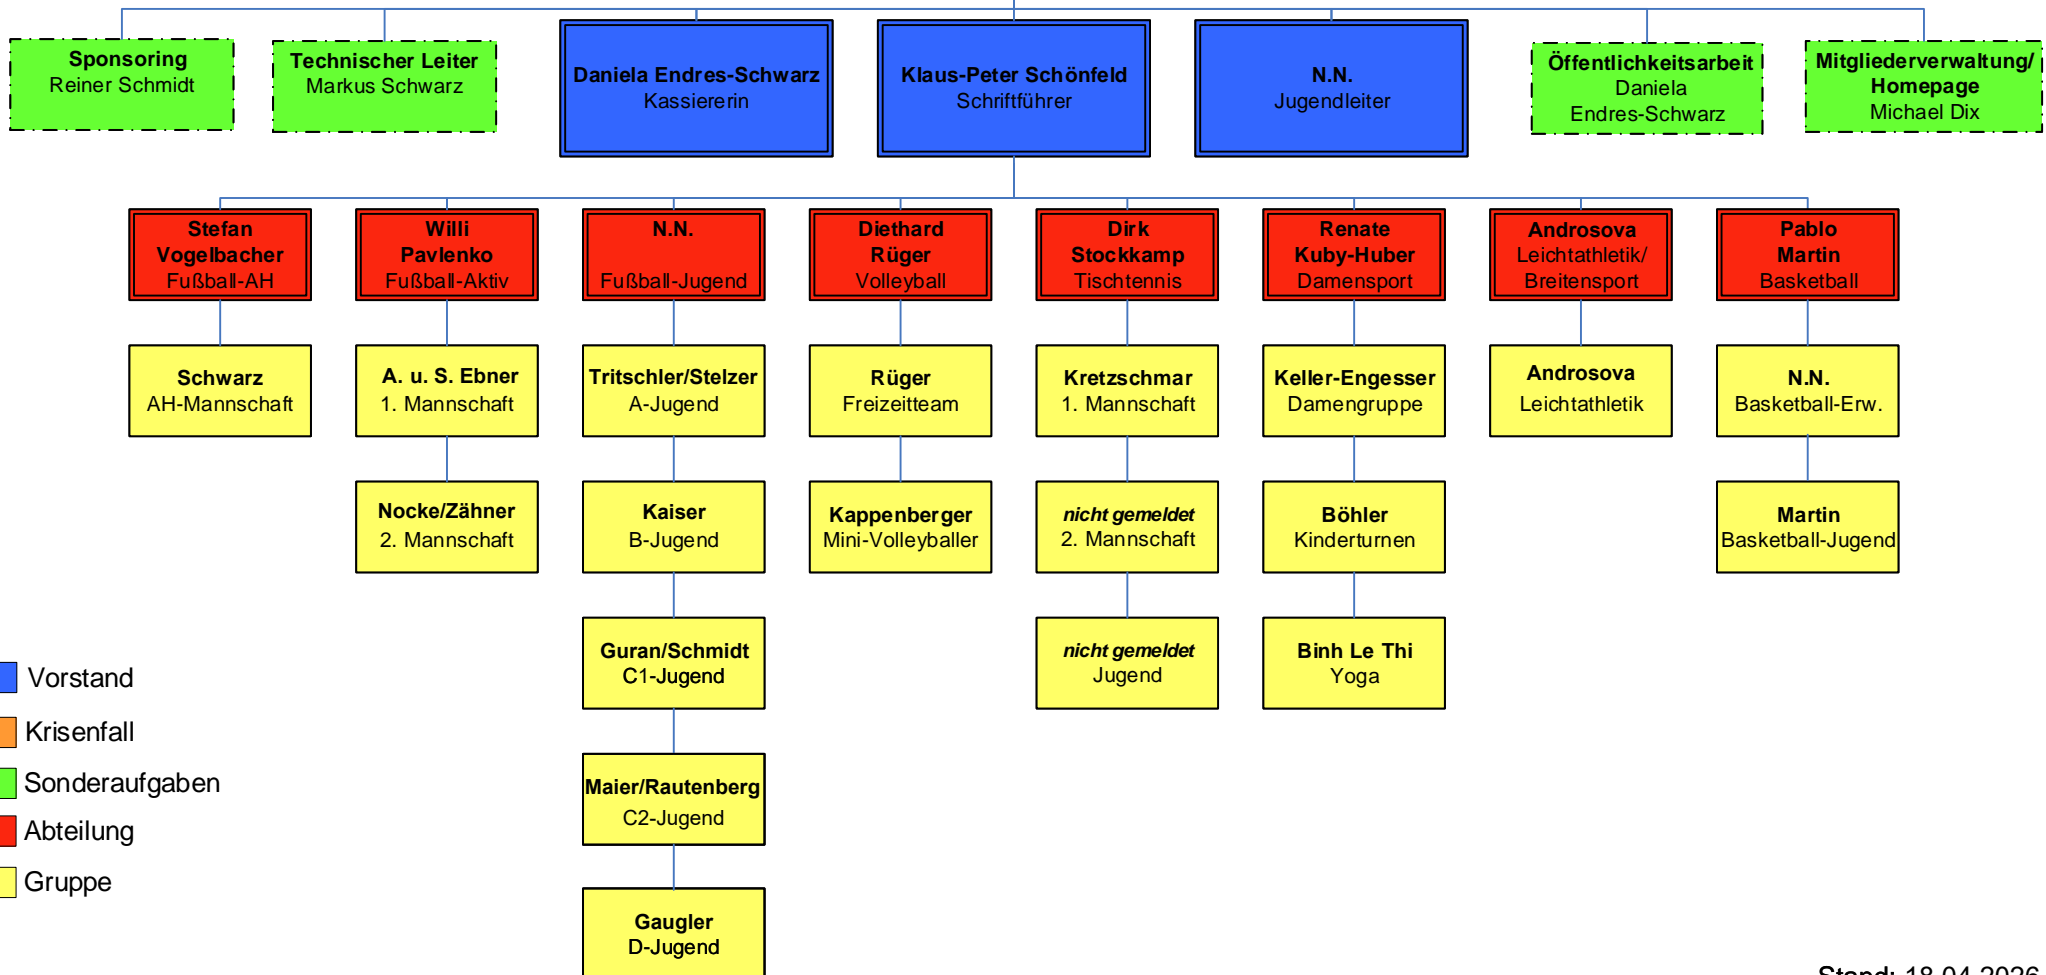 Sponsoring
Reiner Schmidt
Technischer Leiter
Markus Schwarz
Daniela Endres-Schwarz
Kassiererin
Klaus-Peter Schönfeld
Schriftführer
N.N.
Jugendleiter
Öffentlichkeitsarbeit
Daniela
Endres-Schwarz
Mitgliederverwaltung/
Homepage
Michael Dix
Stefan
Vogelbacher
Fußball-AH
Willi
Pavlenko
Fußball-Aktiv
N.N.
Fußball-Jugend
Diethard
Rüger
Volleyball
Dirk
Stockkamp
Tischtennis
Renate
Kuby-Huber
Damensport
Androsova
Leichtathletik/
Breitensport
Pablo
Martin
Basketball
Schwarz
AH-Mannschaft
A. u. S. Ebner
1. Mannschaft
Tritschler/Stelzer
A-Jugend
Rüger
Freizeitteam
Kretzschmar
1. Mannschaft
Keller-Engesser
Damengruppe
Androsova
Leichtathletik
N.N.
Basketball-Erw.
Nocke/Zähner
2. Mannschaft
Kaiser
B-Jugend
Kappenberger
Mini-Volleyballer
nicht gemeldet
2. Mannschaft
Böhler
Kinderturnen
Martin
Basketball-Jugend
Guran/Schmidt
C1-Jugend
nicht gemeldet
Jugend
Binh Le Thi
Yoga
Maier/Rautenberg
C2-Jugend
Gaugler
D-Jugend
Vorstand
Krisenfall
Sonderaufgaben
Abteilung
Gruppe
Stand: 18.04.2026